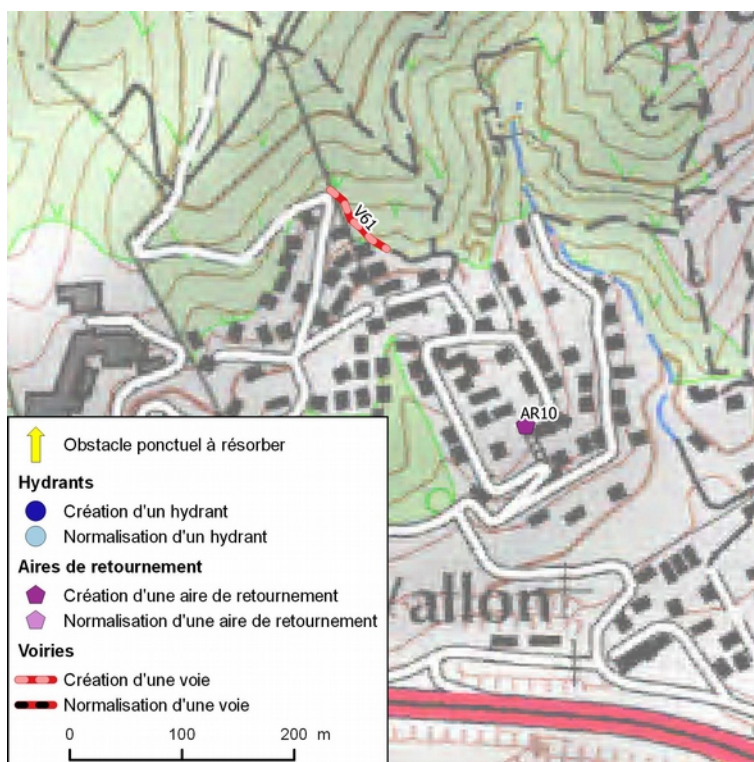 V61
AR10
Vallon
Obstacle ponctuel à résorber
Hydrants
Création d'un hydrant
Normalisation d'un hydrant
Aires de retournement
Création d'une aire de retournement
Normalisation d'une aire de retournement
Voiries
Création d'une voie
Normalisation d'une voie
0 100 200 m